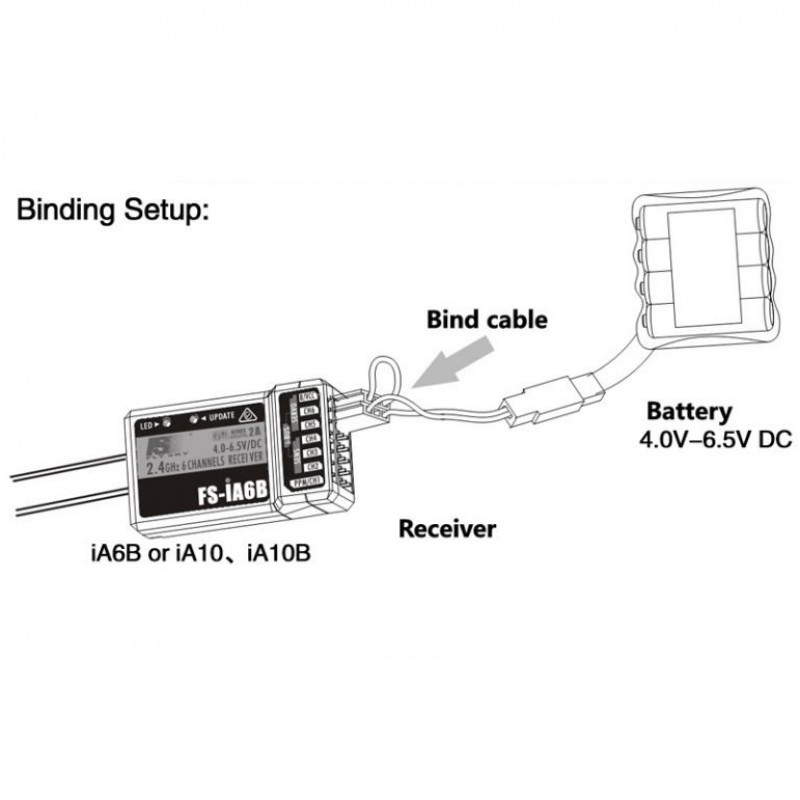 Binding Setup:
Bind cable
Battery
4.0V–6.5V DC
LED
UPDATE
FS
2A
4.0-6.5V/DC
2.4GHz 6 CHANNELS RECEIVER
FS-iA6B
B/VCC
CH6
CH5
CH4
CH3
CH2
PPM/CH1
SERVO
SENS
Receiver
iA6B or iA10、iA10B